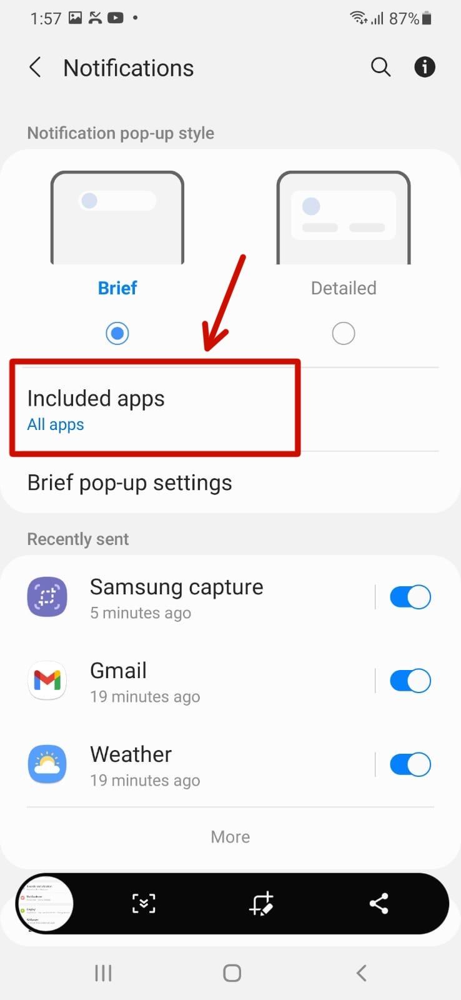 1:57
87%
Notifications
Notification pop-up style
Brief
Detailed
Included apps
All apps
Brief pop-up settings
Recently sent
Samsung capture
5 minutes ago
Gmail
19 minutes ago
Weather
19 minutes ago
More